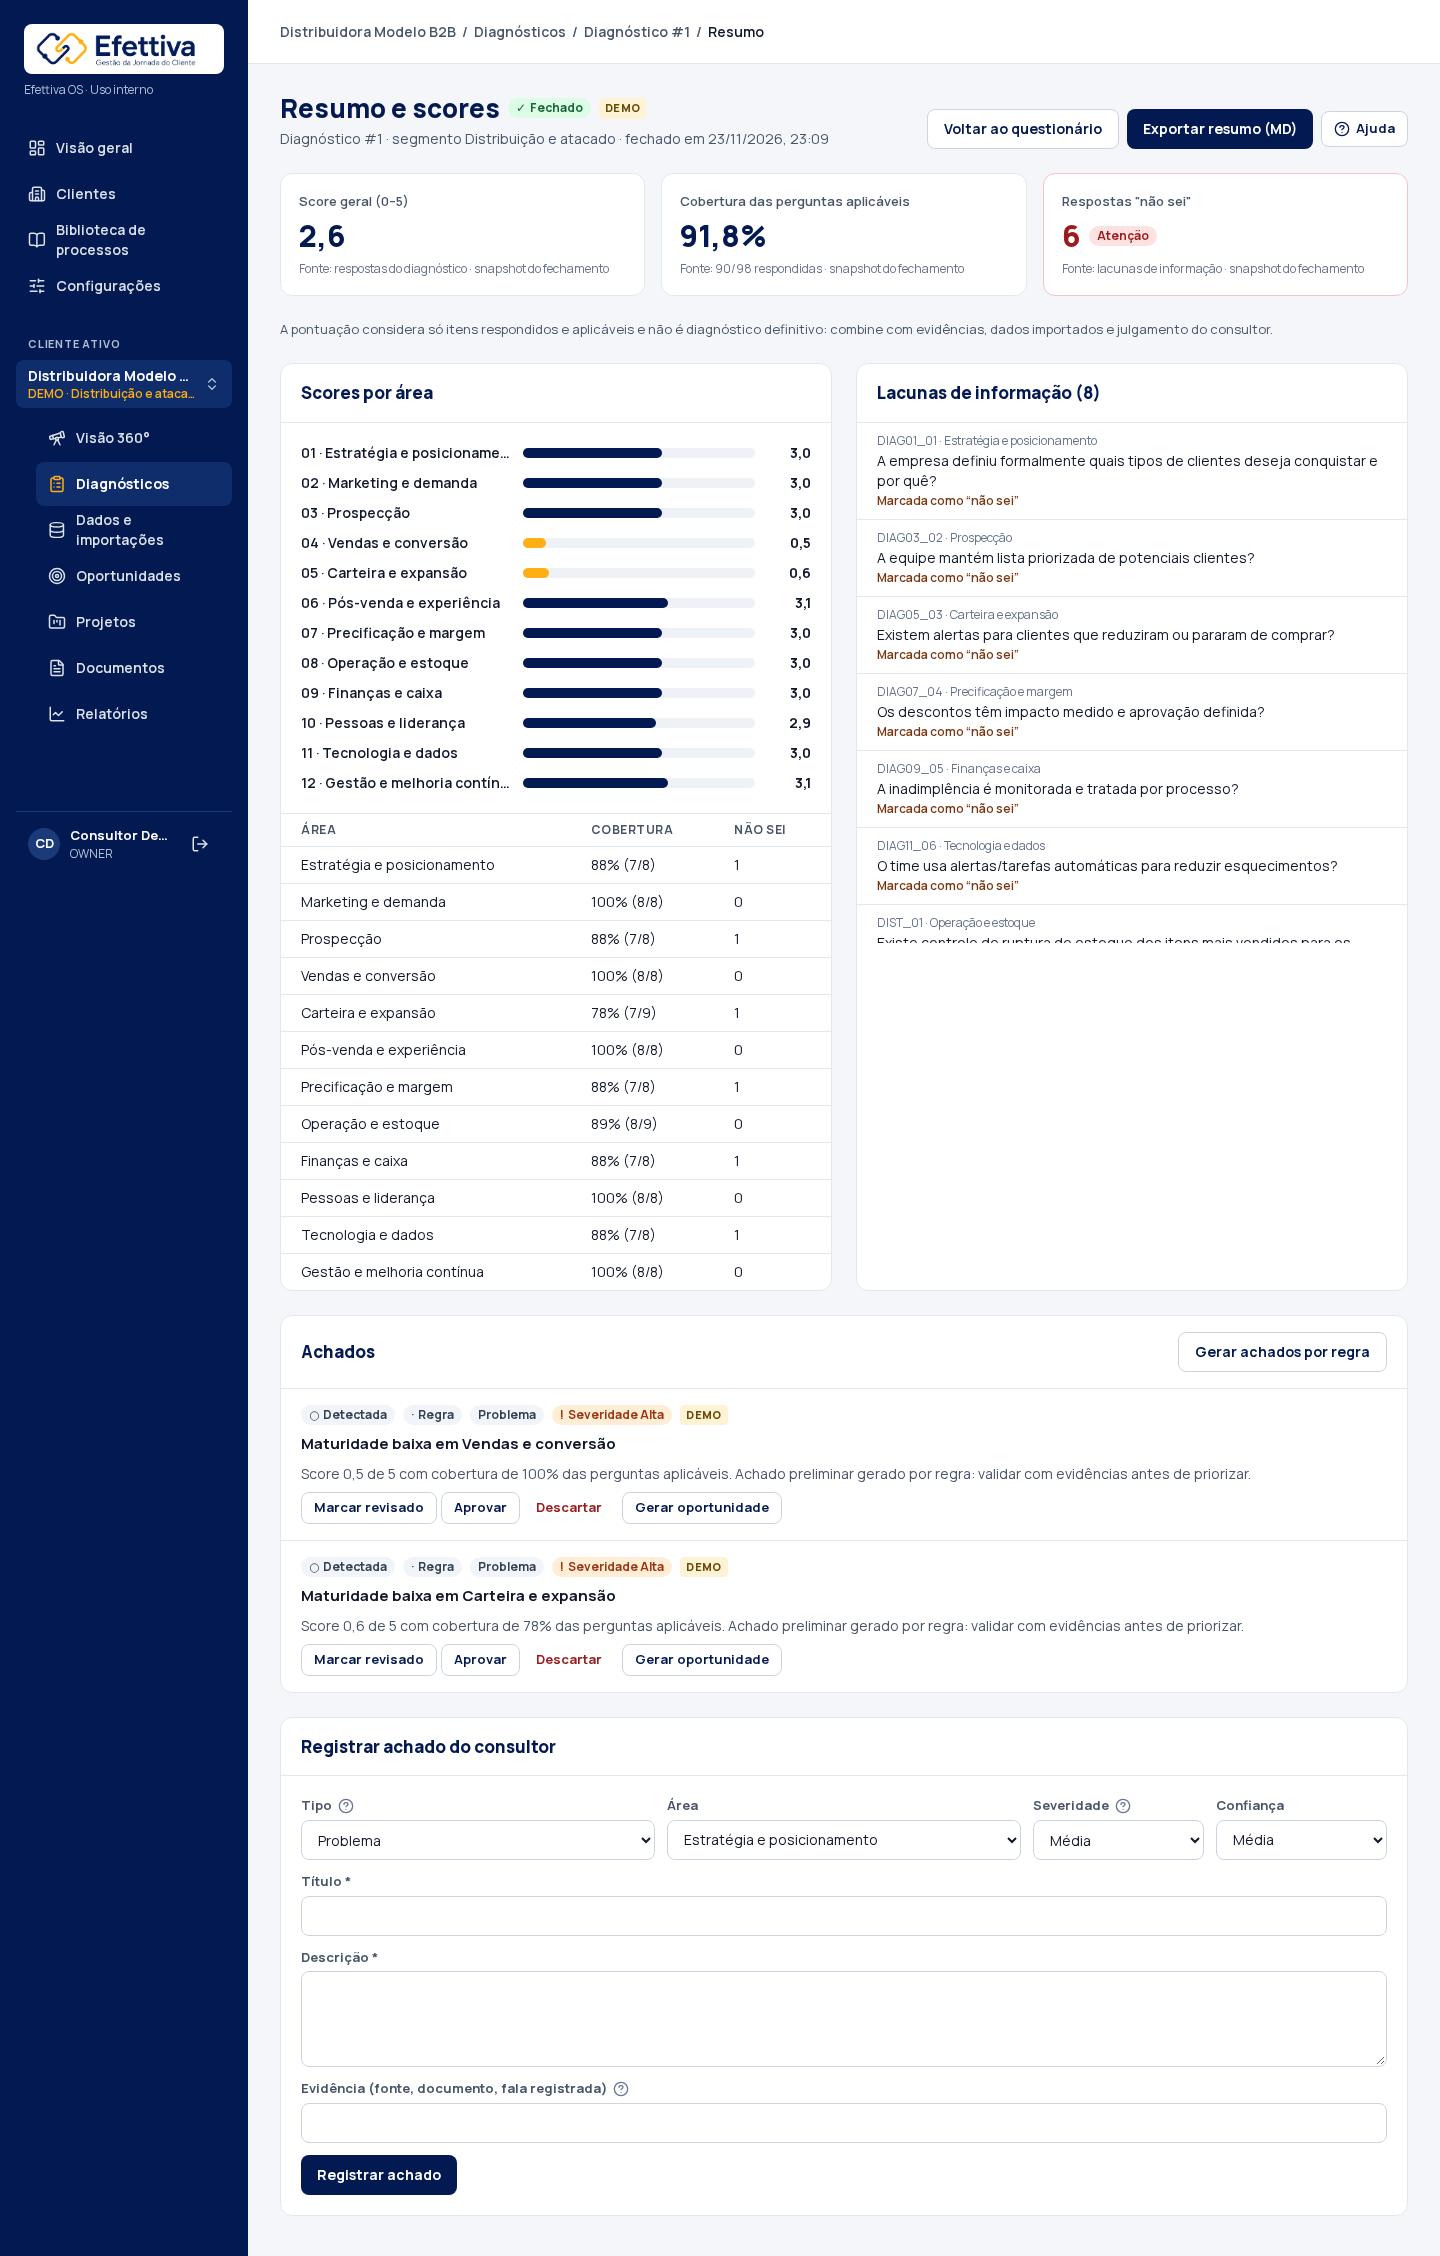 Efettiva
Gestão da Jornada do Cliente
Efettiva OS · Uso interno
Visão geral
Clientes
Biblioteca de
processos
Configurações
CLIENTE ATIVO
Distribuidora Modelo ...
DEMO · Distribuição e ataca...
Visão 360°
Diagnósticos
Dados e
importações
Oportunidades
Projetos
Documentos
Relatórios
CD
Consultor De...
OWNER
Distribuidora Modelo B2B / Diagnósticos / Diagnóstico #1 / Resumo
Resumo e scores ✓ Fechado DEMO
Diagnóstico #1 · segmento Distribuição e atacado · fechado em 23/11/2026, 23:09
Voltar ao questionário
Exportar resumo (MD)
Ajuda
Score geral (0–5)
2,6
Fonte: respostas do diagnóstico · snapshot do fechamento
Cobertura das perguntas aplicáveis
91,8%
Fonte: 90/98 respondidas · snapshot do fechamento
Respostas "não sei"
6 Atenção
Fonte: lacunas de informação · snapshot do fechamento
A pontuação considera só itens respondidos e aplicáveis e não é diagnóstico definitivo: combine com evidências, dados importados e julgamento do consultor.
Scores por área
01 · Estratégia e posicioname... 3,0
02 · Marketing e demanda 3,0
03 · Prospecção 3,0
04 · Vendas e conversão 0,5
05 · Carteira e expansão 0,6
06 · Pós-venda e experiência 3,1
07 · Precificação e margem 3,0
08 · Operação e estoque 3,0
09 · Finanças e caixa 3,0
10 · Pessoas e liderança 2,9
11 · Tecnologia e dados 3,0
12 · Gestão e melhoria contín... 3,1
ÁREA COBERTURA NÃO SEI
Estratégia e posicionamento 88% (7/8) 1
Marketing e demanda 100% (8/8) 0
Prospecção 88% (7/8) 1
Vendas e conversão 100% (8/8) 0
Carteira e expansão 78% (7/9) 1
Pós-venda e experiência 100% (8/8) 0
Precificação e margem 88% (7/8) 1
Operação e estoque 89% (8/9) 0
Finanças e caixa 88% (7/8) 1
Pessoas e liderança 100% (8/8) 0
Tecnologia e dados 88% (7/8) 1
Gestão e melhoria contínua 100% (8/8) 0
Lacunas de informação (8)
DIAG01_01 · Estratégia e posicionamento
A empresa definiu formalmente quais tipos de clientes deseja conquistar e
por quê?
Marcada como “não sei”
DIAG03_02 · Prospecção
A equipe mantém lista priorizada de potenciais clientes?
Marcada como “não sei”
DIAG05_03 · Carteira e expansão
Existem alertas para clientes que reduziram ou pararam de comprar?
Marcada como “não sei”
DIAG07_04 · Precificação e margem
Os descontos têm impacto medido e aprovação definida?
Marcada como “não sei”
DIAG09_05 · Finanças e caixa
A inadimplência é monitorada e tratada por processo?
Marcada como “não sei”
DIAG11_06 · Tecnologia e dados
O time usa alertas/tarefas automáticas para reduzir esquecimentos?
Marcada como “não sei”
DIST_01 · Operação e estoque
Existe controle de ruptura de estoque dos itens mais vendidos para os
Achados
Gerar achados por regra
Detectada · Regra Problema ! Severidade Alta DEMO
Maturidade baixa em Vendas e conversão
Score 0,5 de 5 com cobertura de 100% das perguntas aplicáveis. Achado preliminar gerado por regra: validar com evidências antes de priorizar.
Marcar revisado Aprovar Descartar Gerar oportunidade
Detectada · Regra Problema ! Severidade Alta DEMO
Maturidade baixa em Carteira e expansão
Score 0,6 de 5 com cobertura de 78% das perguntas aplicáveis. Achado preliminar gerado por regra: validar com evidências antes de priorizar.
Marcar revisado Aprovar Descartar Gerar oportunidade
Registrar achado do consultor
Tipo Área Severidade Confiança
Problema Estratégia e posicionamento Média Média
Título *
Descrição *
Evidência (fonte, documento, fala registrada)
Registrar achado